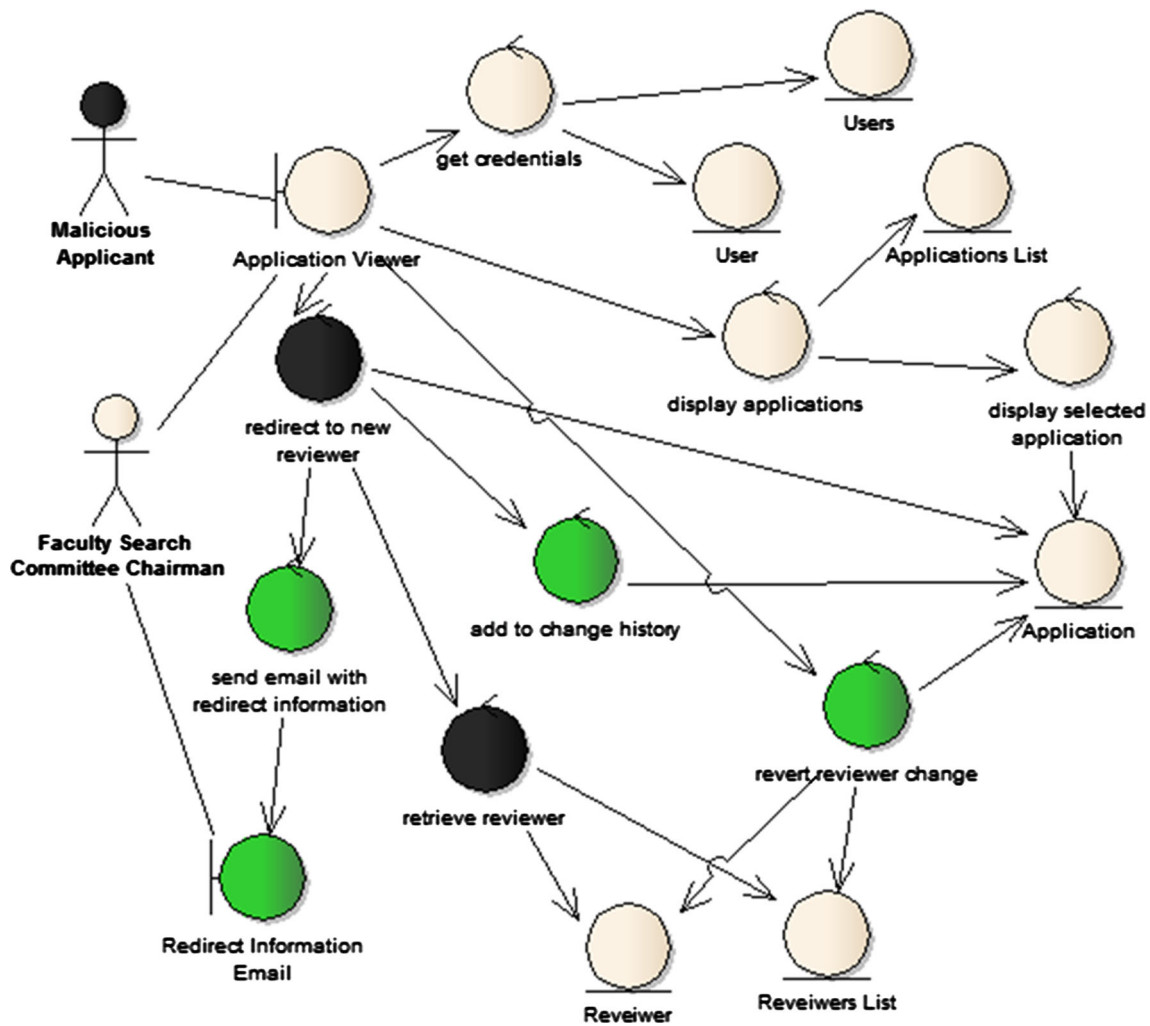 Users
get credentials
Malicious
Applicant
Application Viewer
User
Applications List
display applications
display selected
application
redirect to new
reviewer
Faculty Search
Committee Chairman
add to change history
Application
send email with
redirect information
retrieve reviewer
revert reviewer change
Redirect Information
Email
Reveiwer
Reveiwers List